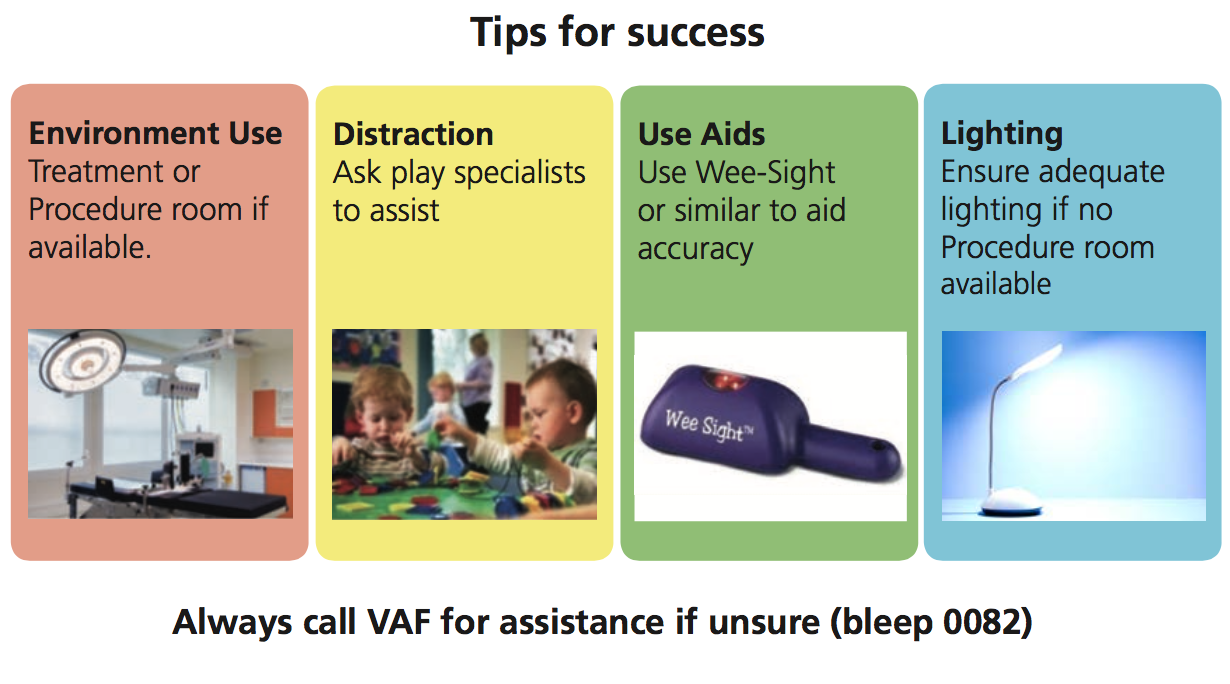 Tips for success
Environment Use
Treatment or
Procedure room if
available.
Distraction
Ask play specialists
to assist
Use Aids
Use Wee-Sight
or similar to aid
accuracy
Wee Sight™
Lighting
Ensure adequate
lighting if no
Procedure room
available
Always call VAF for assistance if unsure (bleep 0082)